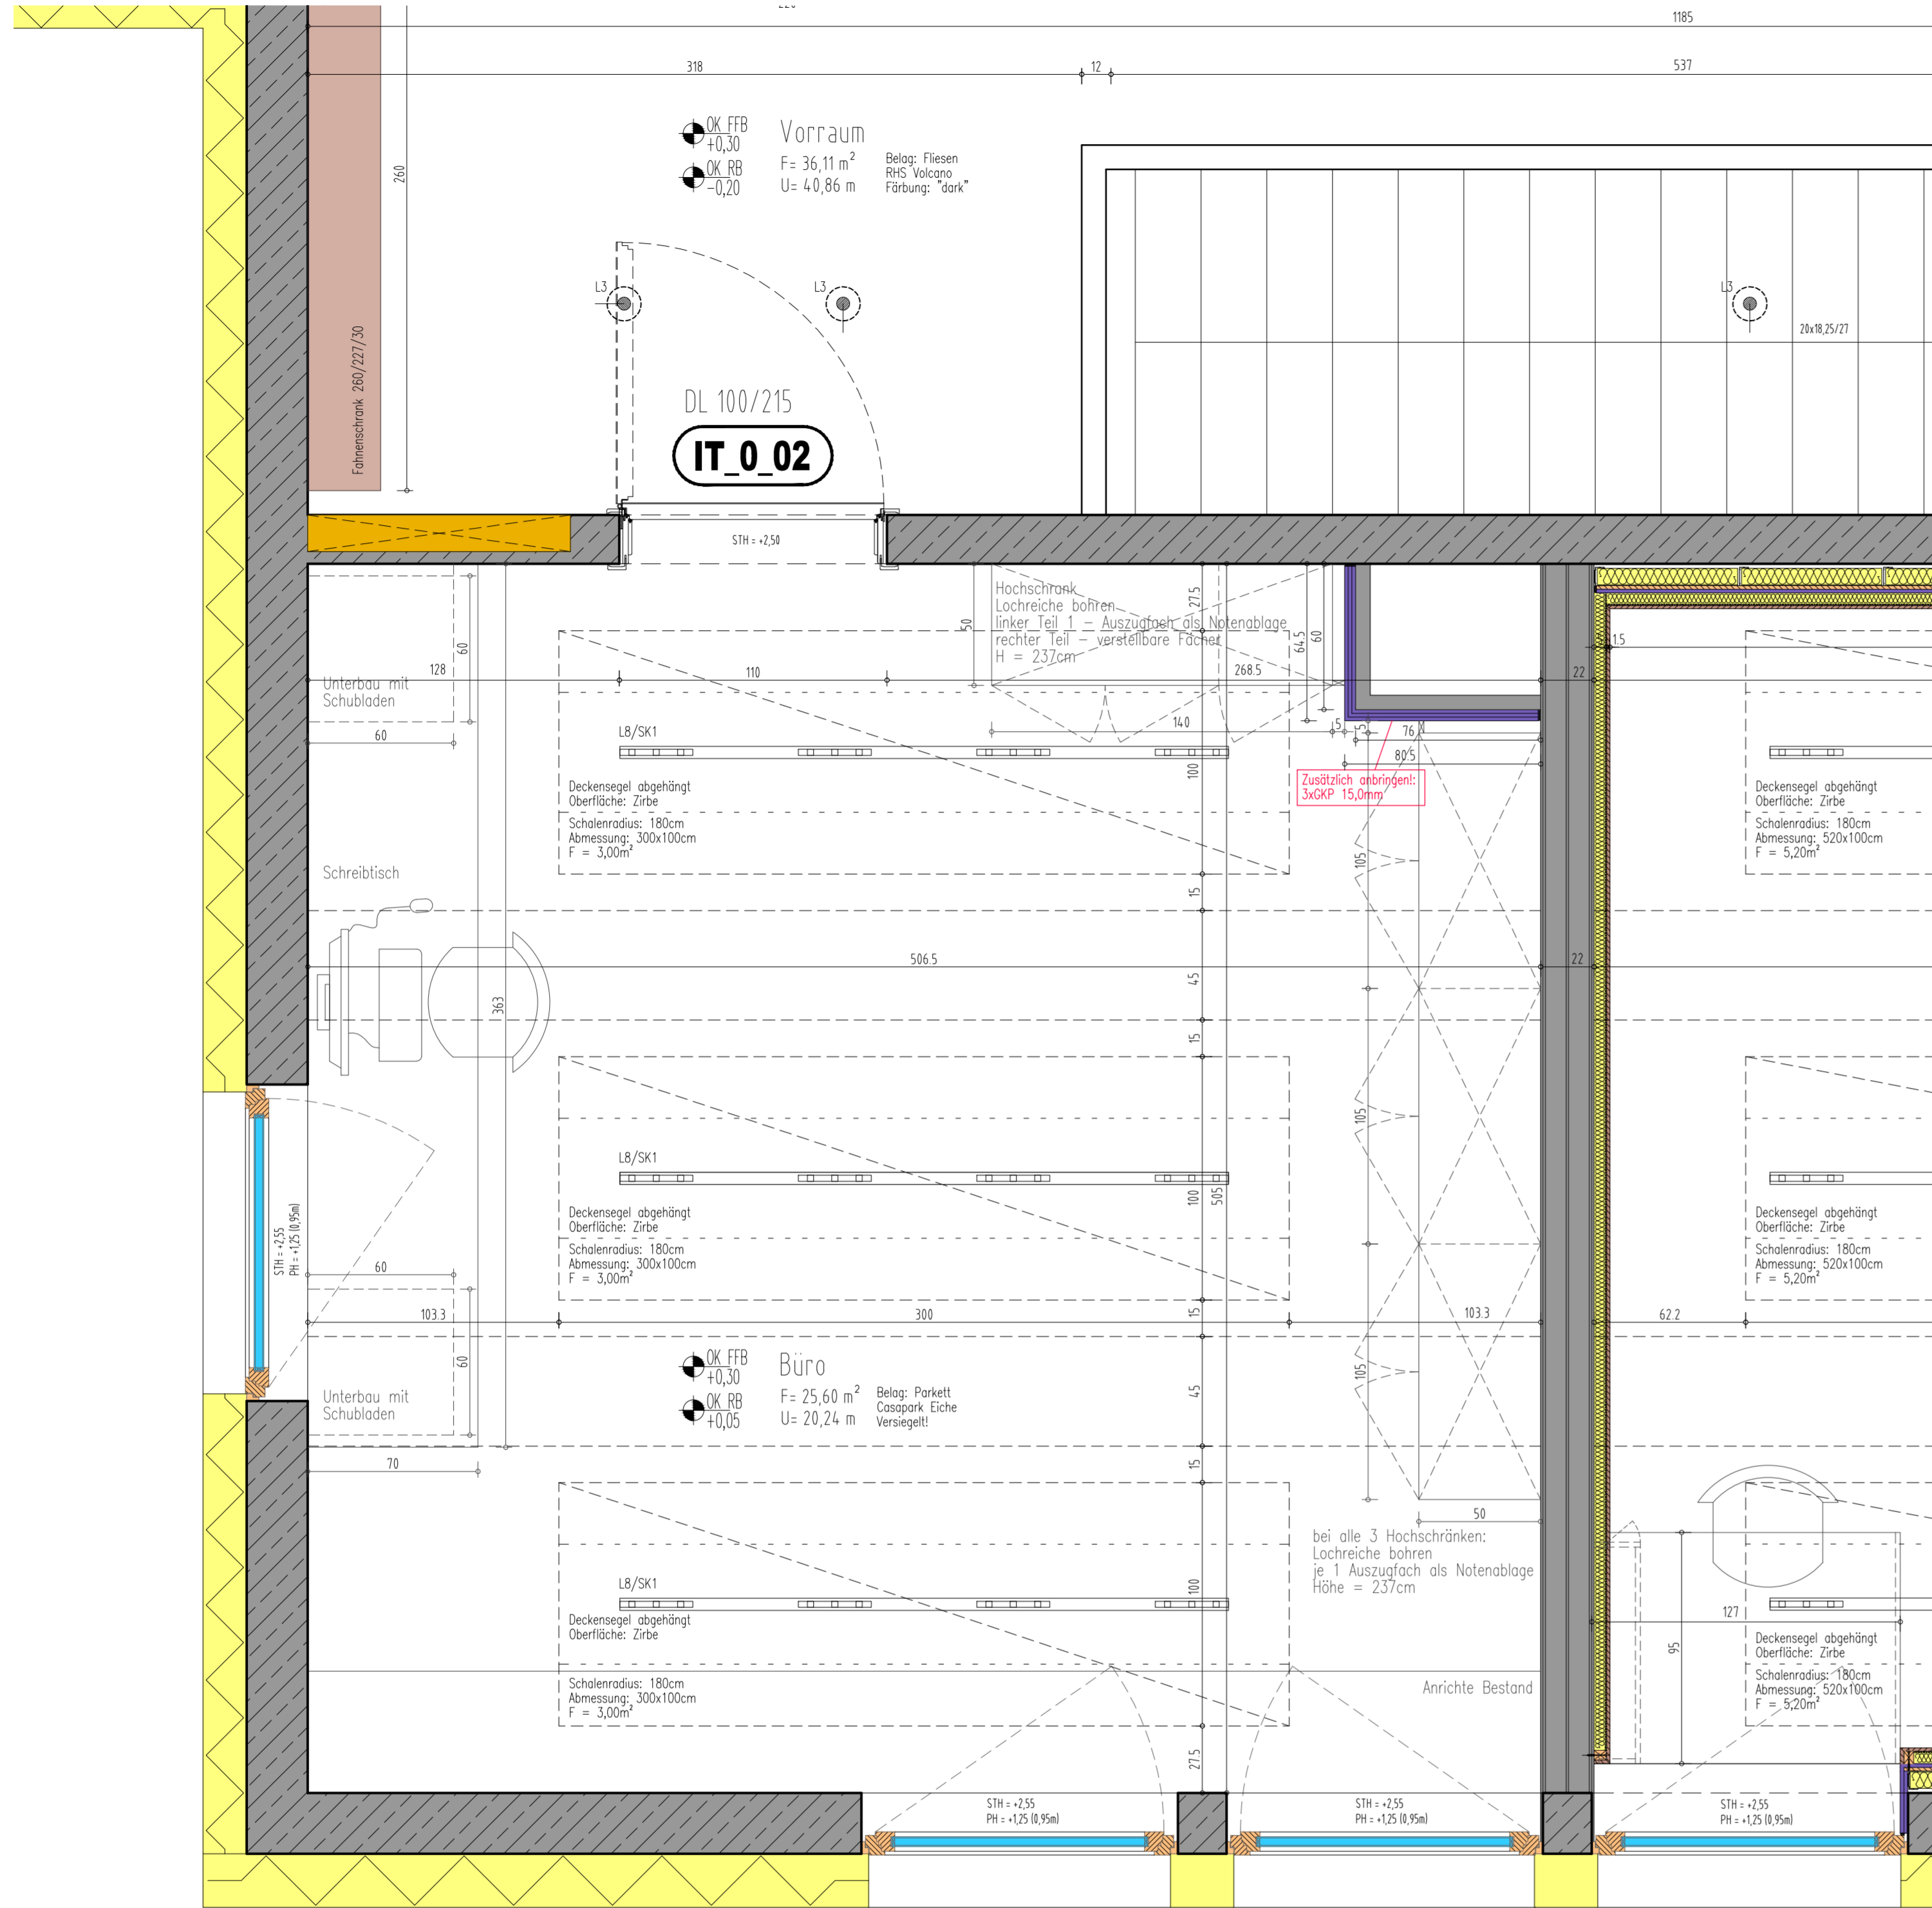 1185
318
12
537
OK FFB
+0,30
OK RB
-0,20
Vorraum
F= 36,11 m²
U= 40,86 m
Belag: Fliesen
RHS Volcano
Färbung: "dark"
260
Fahnenschrank 260/227/30
L3
L3
L3
20x18,25/27
DL 100/215
IT_0_02
STH = +2,50
Hochschrank
Lochreiche bohren
linker Teil 1 - Auszugfach als Notenablage
rechter Teil - verstellbare Fächer
H = 237cm
50
27.5
64.5
60
60
128
110
268.5
22
1.5
Unterbau mit
Schubladen
60
140
5
5
76
80.5
Zusätzlich anbringen!:
3xGKP 15,0mm
L8/SK1
Deckensegel abgehängt
Oberfläche: Zirbe
Schalenradius: 180cm
Abmessung: 300x100cm
F = 3,00m²
100
105
Deckensegel abgehängt
Oberfläche: Zirbe
Schalenradius: 180cm
Abmessung: 520x100cm
F = 5,20m²
Schreibtisch
15
506.5
22
45
363
15
105
L8/SK1
Deckensegel abgehängt
Oberfläche: Zirbe
Schalenradius: 180cm
Abmessung: 300x100cm
F = 3,00m²
100
505
Deckensegel abgehängt
Oberfläche: Zirbe
Schalenradius: 180cm
Abmessung: 520x100cm
F = 5,20m²
STH = +2,55
PH = +1,25 (0,95m)
60
103.3
300
15
103.3
62.2
60
OK FFB
+0,30
OK RB
+0,05
Büro
F= 25,60 m²
U= 20,24 m
Belag: Parkett
Casapark Eiche
Versiegelt!
105
45
Unterbau mit
Schubladen
70
15
50
bei alle 3 Hochschränken:
Lochreiche bohren
je 1 Auszugfach als Notenablage
Höhe = 237cm
L8/SK1
Deckensegel abgehängt
Oberfläche: Zirbe
Schalenradius: 180cm
Abmessung: 300x100cm
F = 3,00m²
100
127
95
Deckensegel abgehängt
Oberfläche: Zirbe
Schalenradius: 180cm
Abmessung: 520x100cm
F = 5,20m²
Anrichte Bestand
27.5
STH = +2,55
PH = +1,25 (0,95m)
STH = +2,55
PH = +1,25 (0,95m)
STH = +2,55
PH = +1,25 (0,95m)